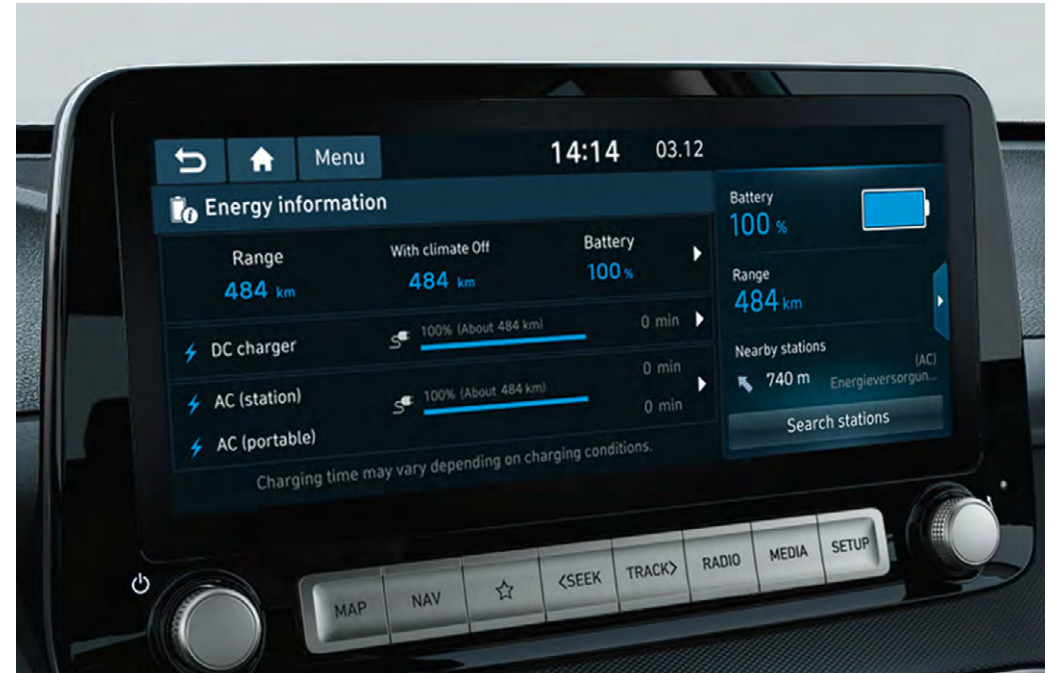 Menu
14:14 03.12
Energy information
Range
484 km
With climate Off
484 km
Battery
100 %
DC charger
100% (About 484 km)
0 min
AC (station)
AC (portable)
100% (About 484 km)
0 min
0 min
Charging time may vary depending on charging conditions.
Battery
100 %
Range
484 km
Nearby stations
740 m
(AC)
Energieversorgun...
Search stations
MAP
NAV
<SEEK
TRACK>
RADIO
MEDIA
SETUP